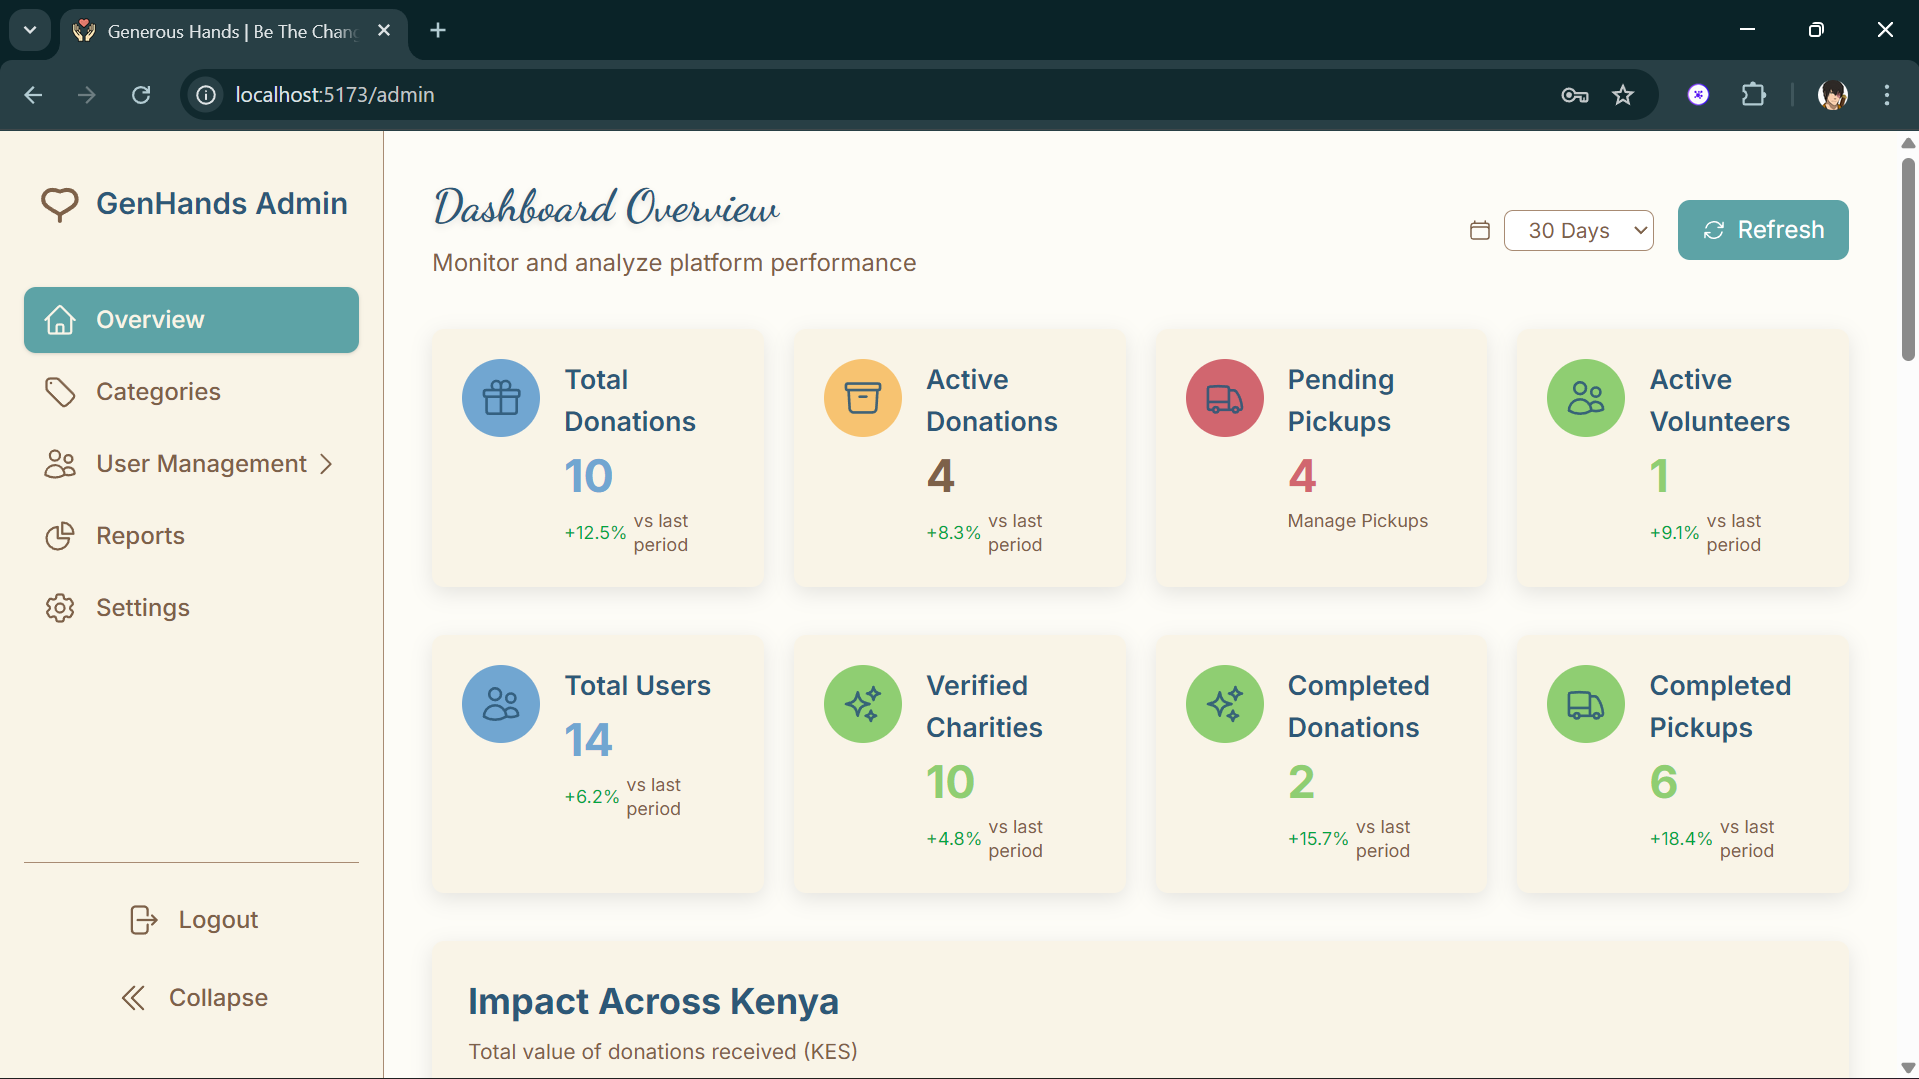 Generous Hands | Be The Chan
localhost:5173/admin
GenHands Admin
Overview
Categories
User Management
Reports
Settings
Logout
Collapse
Dashboard Overview
Monitor and analyze platform performance
30 Days
Refresh
Total
Donations
10
+12.5%
vs last
period
Active
Donations
4
+8.3%
vs last
period
Pending
Pickups
4
Manage Pickups
Active
Volunteers
1
+9.1%
vs last
period
Total Users
14
+6.2%
vs last
period
Verified
Charities
10
+4.8%
vs last
period
Completed
Donations
2
+15.7%
vs last
period
Completed
Pickups
6
+18.4%
vs last
period
Impact Across Kenya
Total value of donations received (KES)